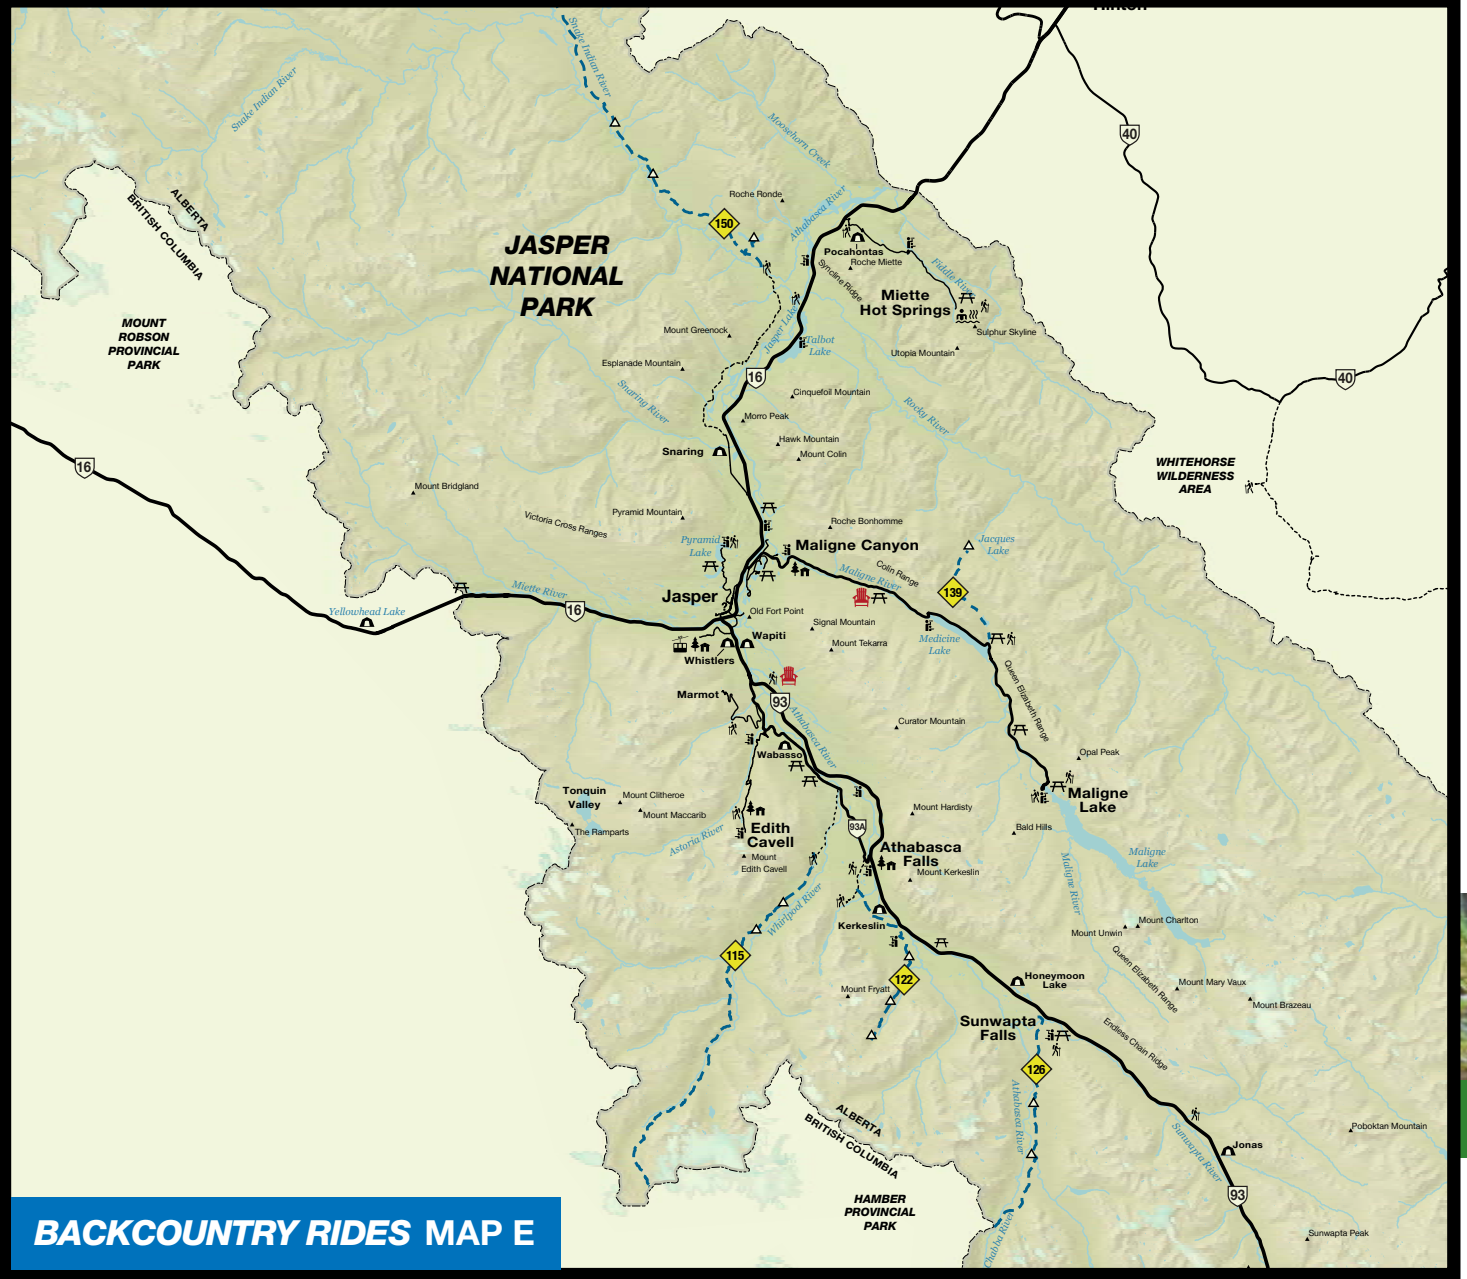 Hinton
Snake Indian River
Snake Indian River
Moosehorn Creek
40
ALBERTA
BRITISH COLUMBIA
Roche Ronde
Athabasca River
150
JASPER
NATIONAL
PARK
Pocahontas
Roche Miette
Syncline Ridge
Fiddle River
Miette
Hot Springs
Sulphur Skyline
Utopia Mountain
MOUNT
ROBSON
PROVINCIAL
PARK
Mount Greenock
Jasper Lake
Talbot
Lake
Esplanade Mountain
16
40
Snaring River
Cinquefoil Mountain
Rocky River
Morro Peak
Hawk Mountain
Mount Colin
Snaring
16
WHITEHORSE
WILDERNESS
AREA
Mount Bridgland
Victoria Cross Ranges
Pyramid Mountain
Roche Bonhomme
Pyramid
Lake
Maligne Canyon
Jacques
Lake
Colin Range
Maligne River
139
Miette River
Jasper
16
Yellowhead Lake
Old Fort Point
Signal Mountain
Wapiti
Mount Tekarra
Medicine
Lake
Whistlers
Queen Elizabeth Range
Marmot
93
Athabasca River
Curator Mountain
Wabasso
Opal Peak
Tonquin
Valley
Mount Clitheroe
Mount Maccarib
The Ramparts
Astoria River
Maligne
Lake
Mount Hardisty
Bald Hills
93A
Edith
Cavell
Mount
Edith Cavell
Athabasca
Falls
Mount Kerkeslin
Maligne
Lake
Maligne River
Whirlpool River
Kerkeslin
Mount Charlton
Mount Unwin
115
122
Mount Fryatt
Honeymoon
Lake
Queen Elizabeth Range
Mount Mary Vaux
Mount Brazeau
Sunwapta
Falls
Endless Chain Ridge
126
Athabasca River
ALBERTA
BRITISH COLUMBIA
Sunwapta River
Poboktan Mountain
Jonas
93
HAMBER
PROVINCIAL
PARK
Chaba River
Sunwapta Peak
BACKCOUNTRY RIDES MAP E